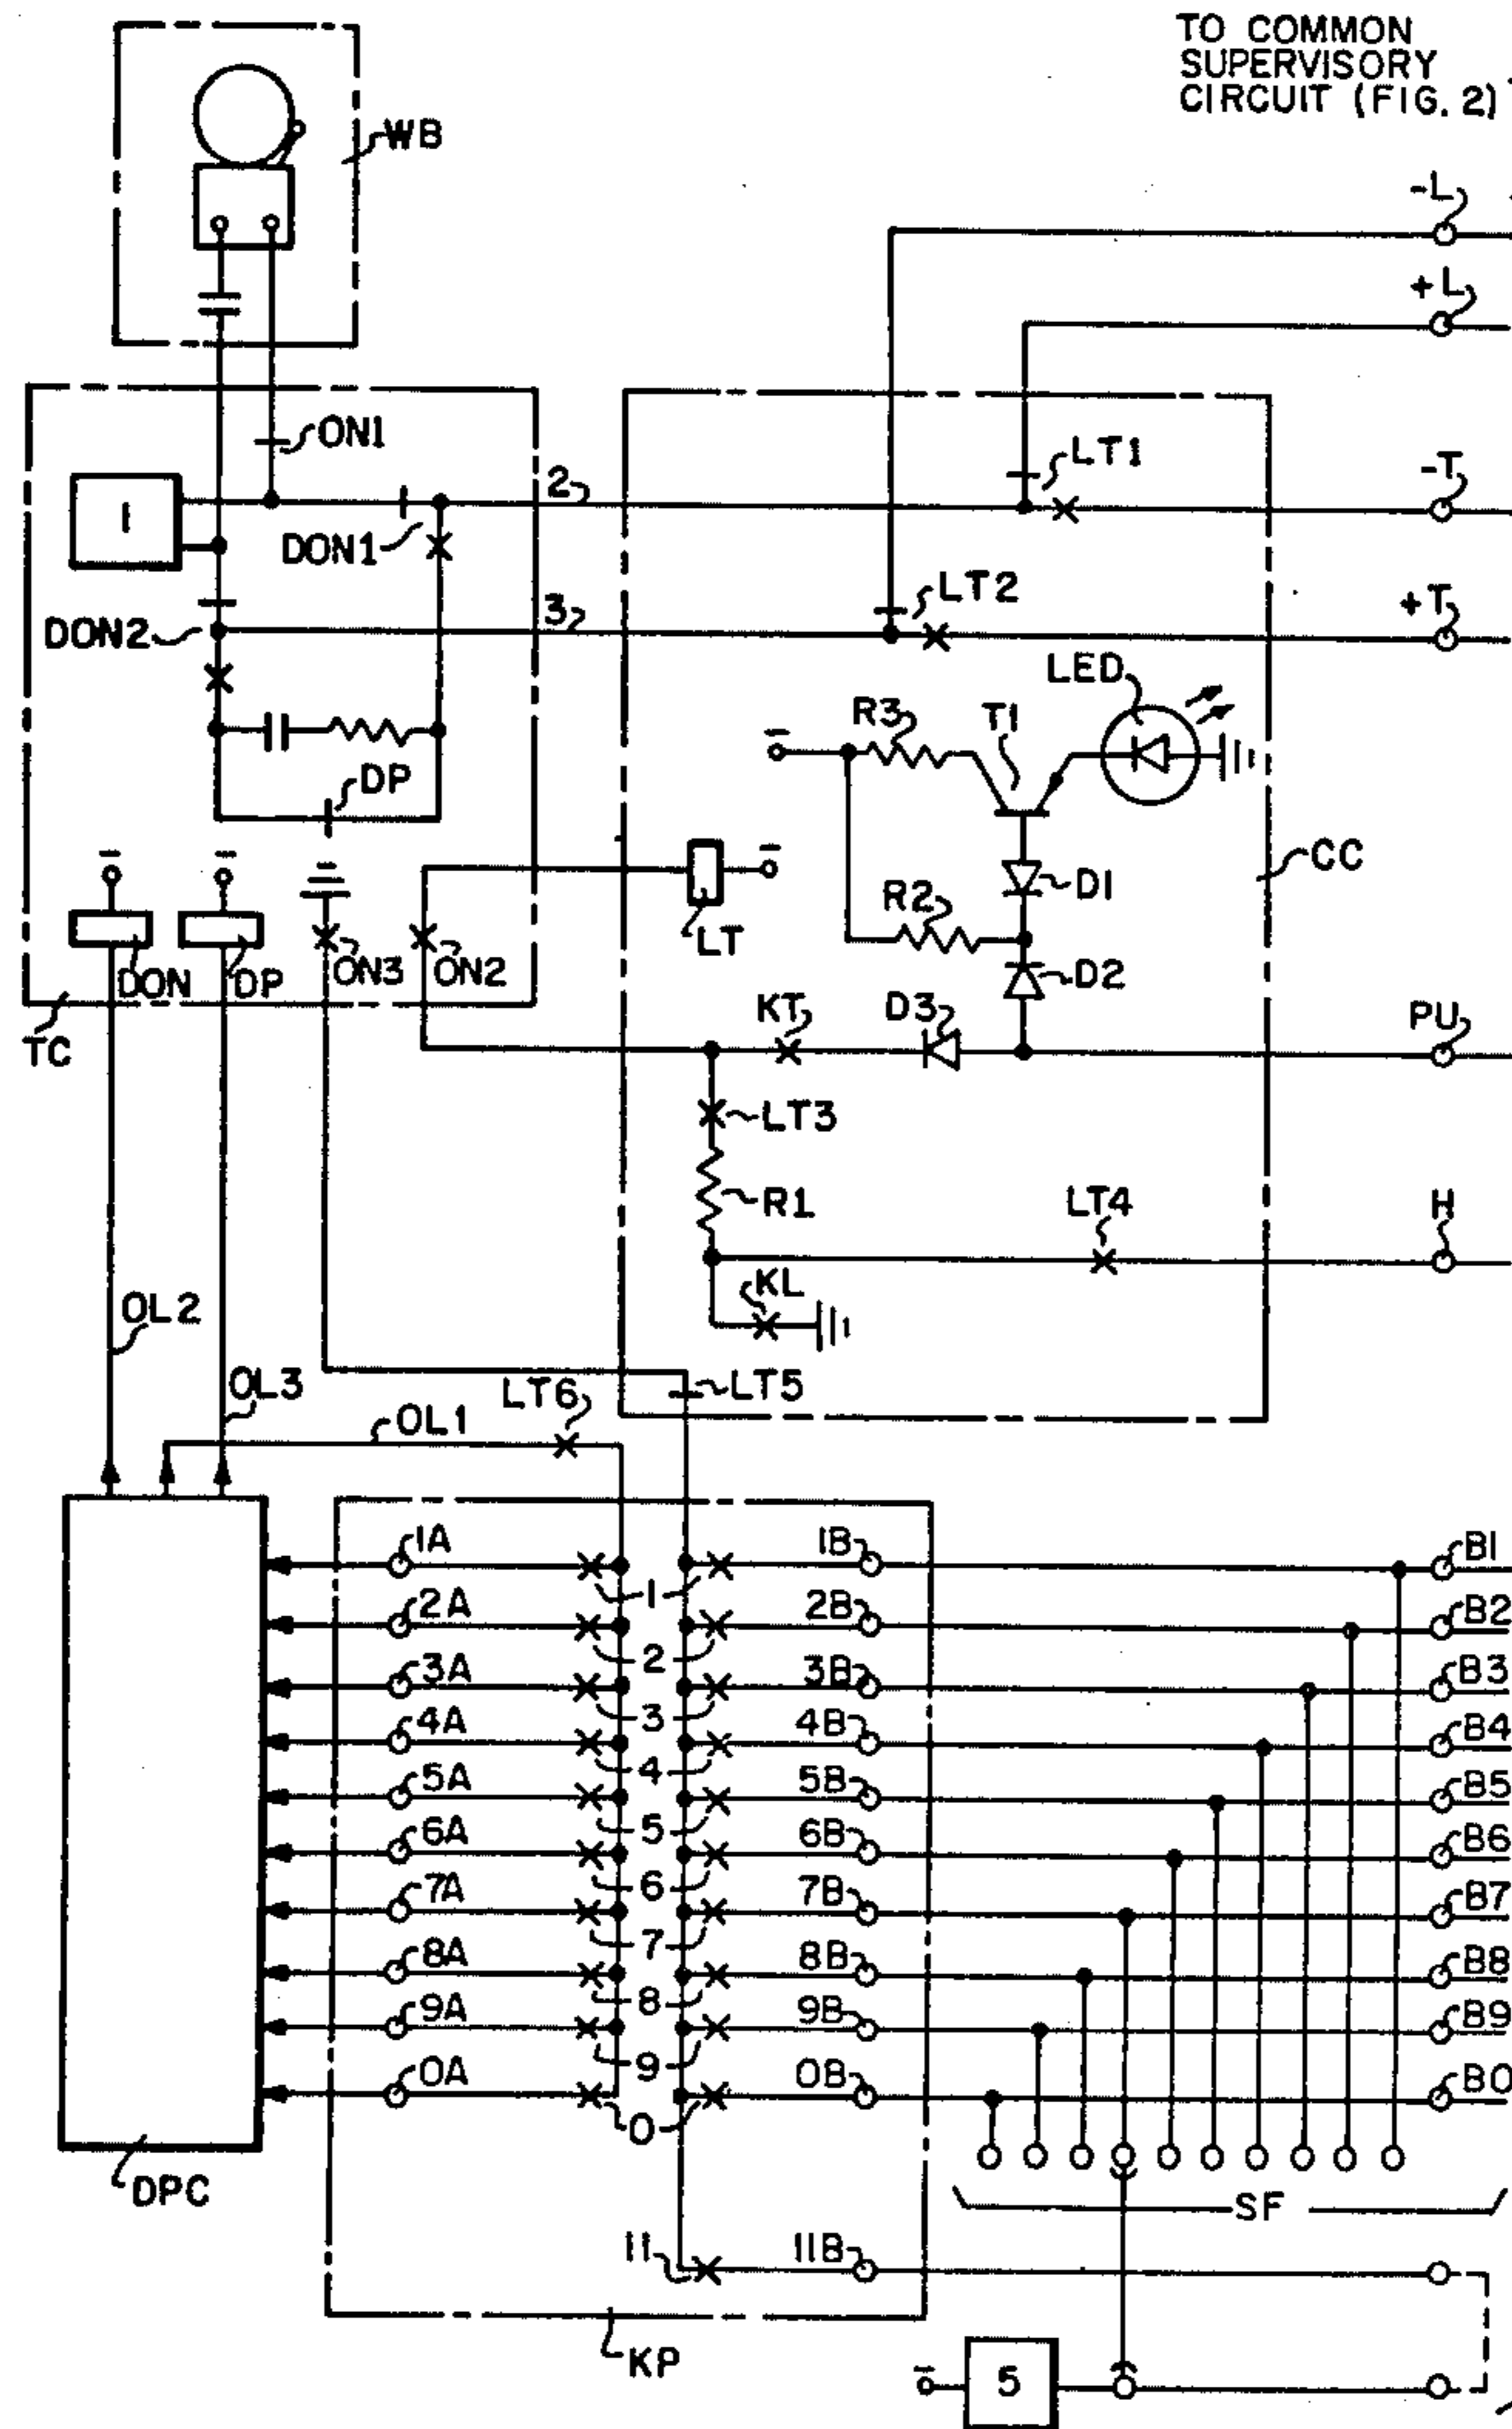 TO COMMON
SUPERVISORY
CIRCUIT (FIG. 2)
WB
-L
+L
ON1
LT1
-T
1
2
DON1
LT2
+T
DON2
3
LED
R3
T1
DP
CC
D1
R2
LT
DON
DP
ON3
ON2
D2
TC
KT
D3
PU
LT3
R1
LT4
H
KL
OL2
OL3
LT6
LT5
OL1
1A
1
1B
B1
2A
2
2B
B2
3A
3
3B
B3
4A
4
4B
B4
5A
5
5B
B5
6A
6
6B
B6
7A
7
7B
B7
8A
8
8B
B8
9A
9
9B
B9
0A
0
0B
B0
DPC
SF
11
11B
KP
5